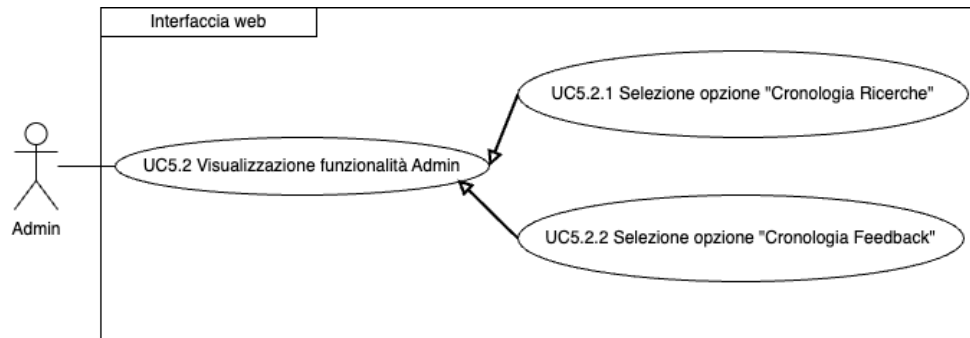 Interfaccia web
UC5.2.1 Selezione opzione "Cronologia Ricerche"
UC5.2 Visualizzazione funzionalità Admin
Admin
UC5.2.2 Selezione opzione "Cronologia Feedback"